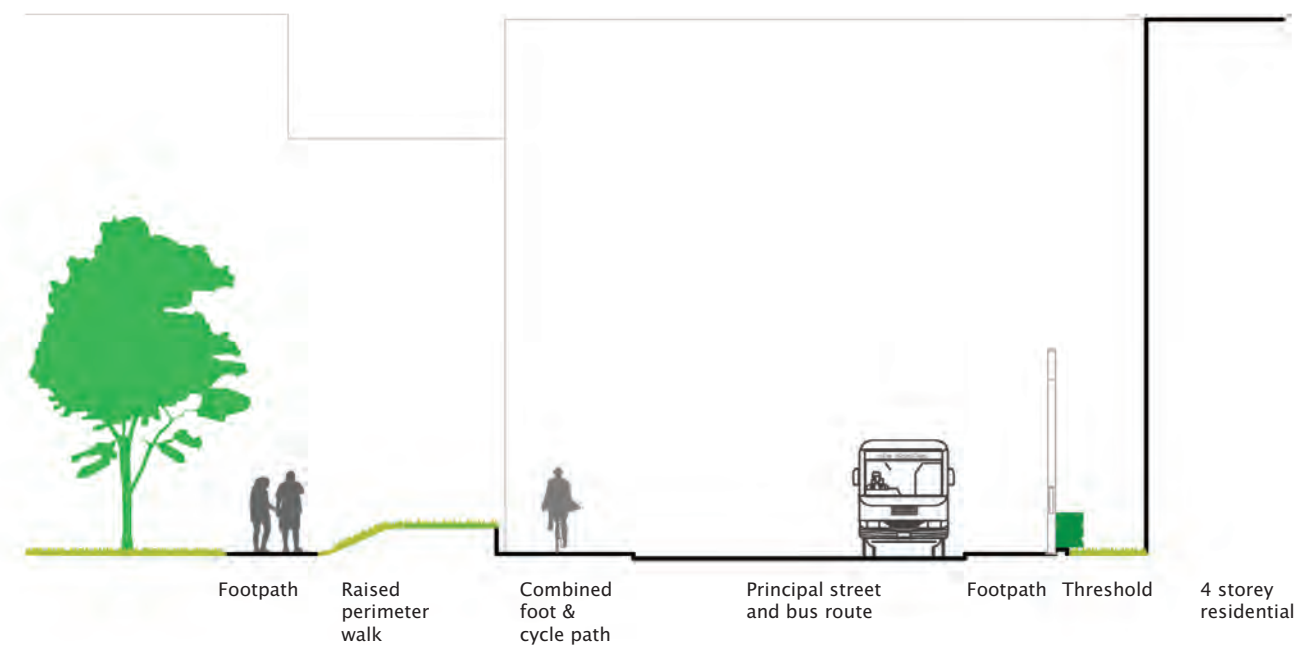 Footpath
Raised
perimeter
walk
Combined
foot &
cycle path
Principal street
and bus route
Footpath
Threshold
4 storey
residential